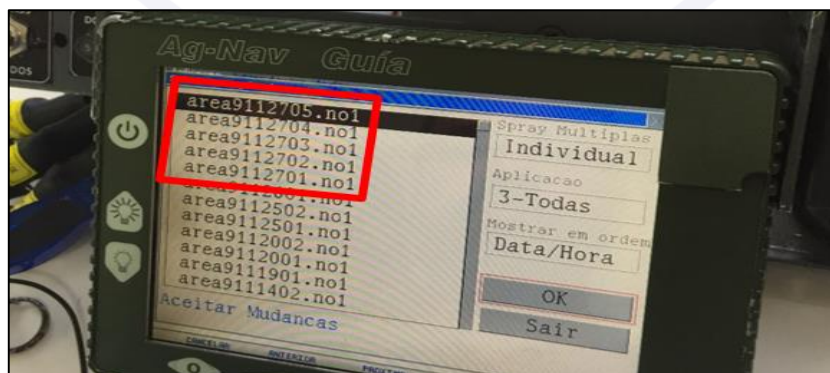 Ag-Nav Guía
area9112705.no1
area9112704.no1
area9112703.no1
area9112702.no1
area9112701.no1
area9112502.no1
area9112501.no1
area9112002.no1
area9112001.no1
area9111901.no1
area9111402.no1
Aceitar Mudancas
Spray Multiplas
Individual
Aplicacao
3-Todas
Mostrar em ordem
Data/Hora
OK
Sair
CANCELAR
ANTERIOR